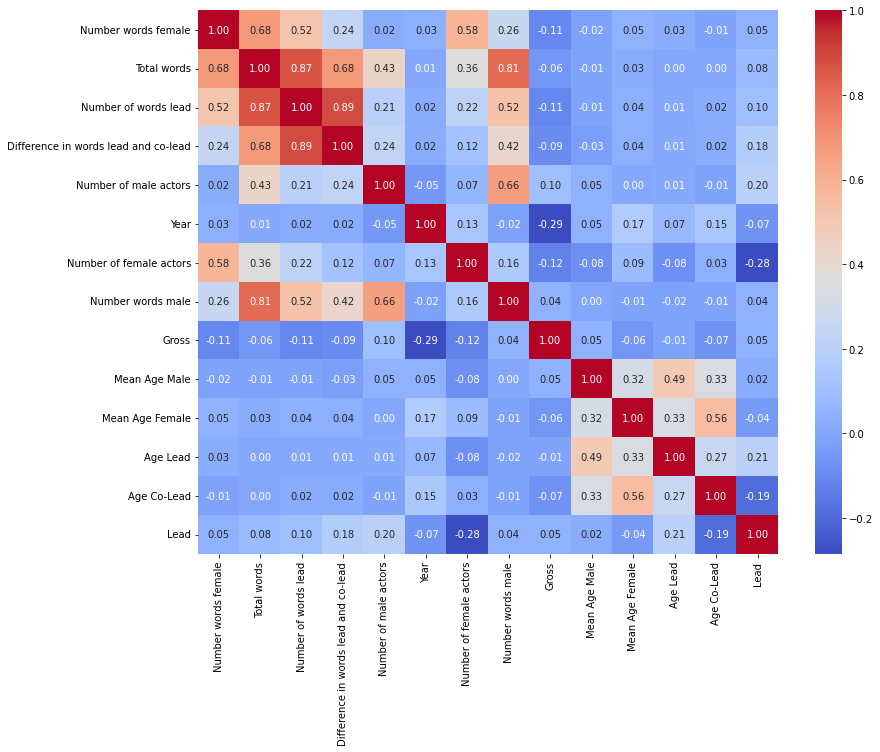 Number words female 1.00 0.68 0.52 0.24 0.02 0.03 0.58 0.26 -0.11 -0.02 0.05 0.03 -0.01 0.05
Total words 0.68 1.00 0.87 0.68 0.43 0.01 0.36 0.81 -0.06 -0.01 0.03 0.00 0.00 0.08
Number of words lead 0.52 0.87 1.00 0.89 0.21 0.02 0.22 0.52 -0.11 -0.01 0.04 0.01 0.02 0.10
Difference in words lead and co-lead 0.24 0.68 0.89 1.00 0.24 0.02 0.12 0.42 -0.09 -0.03 0.04 0.01 0.02 0.18
Number of male actors 0.02 0.43 0.21 0.24 1.00 -0.05 0.07 0.66 0.10 0.05 0.00 0.01 -0.01 0.20
Year 0.03 0.01 0.02 0.02 -0.05 1.00 0.13 -0.02 -0.29 0.05 0.17 0.07 0.15 -0.07
Number of female actors 0.58 0.36 0.22 0.12 0.07 0.13 1.00 0.16 -0.12 -0.08 0.09 -0.08 0.03 -0.28
Number words male 0.26 0.81 0.52 0.42 0.66 -0.02 0.16 1.00 0.04 0.00 -0.01 -0.02 -0.01 0.04
Gross -0.11 -0.06 -0.11 -0.09 0.10 -0.29 -0.12 0.04 1.00 0.05 -0.06 -0.01 -0.07 0.05
Mean Age Male -0.02 -0.01 -0.01 -0.03 0.05 0.05 -0.08 0.00 0.05 1.00 0.32 0.49 0.33 0.02
Mean Age Female 0.05 0.03 0.04 0.04 0.00 0.17 0.09 -0.01 -0.06 0.32 1.00 0.33 0.56 -0.04
Age Lead 0.03 0.00 0.01 0.01 0.01 0.07 -0.08 -0.02 -0.01 0.49 0.33 1.00 0.27 0.21
Age Co-Lead -0.01 0.00 0.02 0.02 -0.01 0.15 0.03 -0.01 -0.07 0.33 0.56 0.27 1.00 -0.19
Lead 0.05 0.08 0.10 0.18 0.20 -0.07 -0.28 0.04 0.05 0.02 -0.04 0.21 -0.19 1.00
Number words female
Total words
Number of words lead
Difference in words lead and co-lead
Number of male actors
Year
Number of female actors
Number words male
Gross
Mean Age Male
Mean Age Female
Age Lead
Age Co-Lead
Lead
1.0
0.8
0.6
0.4
0.2
0.0
−0.2